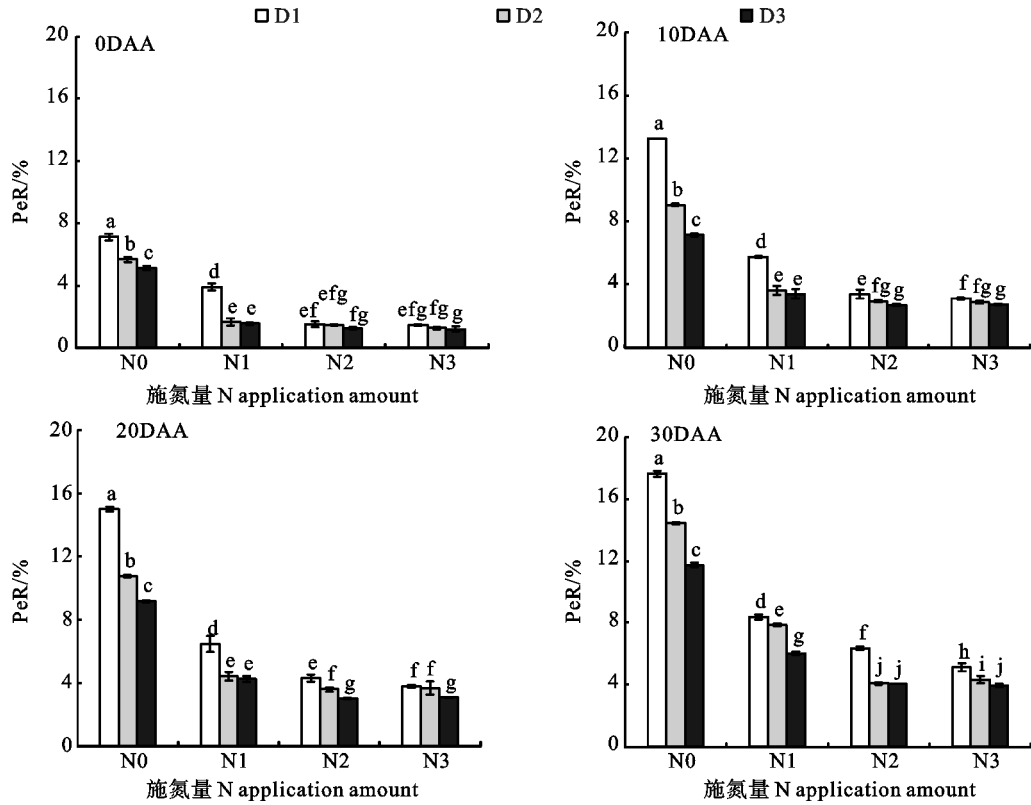 D1 D2 D3
0DAA
PeR/%
20
16
12
8
4
0
a b c d e e ef efg fg efg fg g
N0 N1 N2 N3
施氮量 N application amount
10DAA
PeR/%
20
16
12
8
4
0
a b c d e e e fg g f fg g
N0 N1 N2 N3
施氮量 N application amount
20DAA
PeR/%
20
16
12
8
4
0
a b c d e e e f g f f g
N0 N1 N2 N3
施氮量 N application amount
30DAA
PeR/%
20
16
12
8
4
0
a b c d e g f j j h i j
N0 N1 N2 N3
施氮量 N application amount